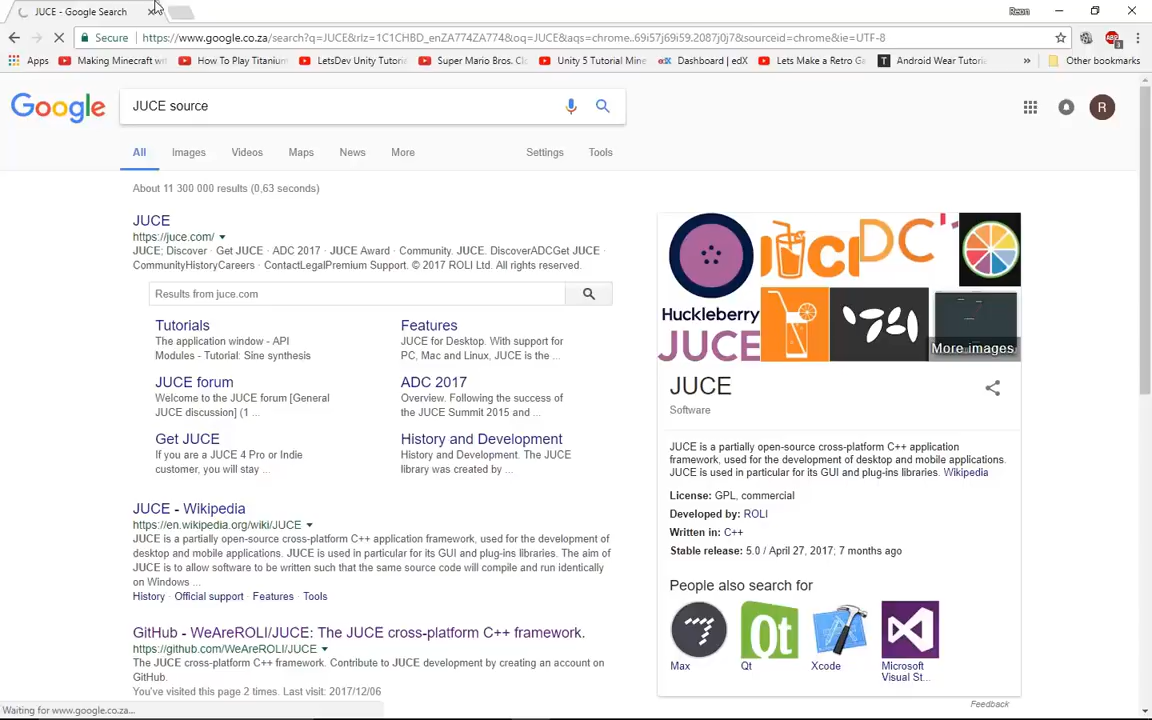 JUCE - Google Search
Reon
Secure https://www.google.co.za/search?q=JUCE&rlz=1C1CHBD_enZA774ZA774&oq=JUCE&aqs=chrome..69i57j69i59.2087j0j7&sourceid=chrome&ie=UTF-8
Apps Making Minecraft wi How To Play Titanium LetsDev Unity Tutori Super Mario Bros. Cl Unity 5 Tutorial Mine Dashboard | edX Lets Make a Retro Ga Android Wear Tutori » Other bookmarks
Google JUCE source R
All Images Videos Maps News More Settings Tools
About 11 300 000 results (0,63 seconds)
JUCE
https://juce.com/
JUCE; Discover · Get JUCE · ADC 2017 · JUCE Award · Community. JUCE. DiscoverADCGet JUCE ·
CommunityHistoryCareers · ContactLegalPremium Support. © 2017 ROLI Ltd. All rights reserved.
Results from juce.com
Tutorials
The application window - API
Modules - Tutorial: Sine synthesis
Features
JUCE for Desktop. With support for
PC, Mac and Linux, JUCE is the ...
JUCE forum
Welcome to the JUCE forum [General
JUCE discussion] (1 ...
ADC 2017
Overview. Following the success of
the JUCE Summit 2015 and ...
Get JUCE
If you are a JUCE 4 Pro or Indie
customer, you will stay ...
History and Development
History and Development. The JUCE
library was created by ...
JUCE - Wikipedia
https://en.wikipedia.org/wiki/JUCE
JUCE is a partially open-source cross-platform C++ application framework, used for the development of
desktop and mobile applications. JUCE is used in particular for its GUI and plug-ins libraries. The aim of
JUCE is to allow software to be written such that the same source code will compile and run identically
on Windows ...
History · Official support · Features · Tools
GitHub - WeAreROLI/JUCE: The JUCE cross-platform C++ framework.
https://github.com/WeAreROLI/JUCE
The JUCE cross-platform C++ framework. Contribute to JUCE development by creating an account on
GitHub.
You've visited this page 2 times. Last visit: 2017/12/06
Waiting for www.google.co.za...
Huckleberry
JUCE
ADC'1
More images
JUCE
Software
JUCE is a partially open-source cross-platform C++ application
framework, used for the development of desktop and mobile applications.
JUCE is used in particular for its GUI and plug-ins libraries. Wikipedia
License: GPL, commercial
Developed by: ROLI
Written in: C++
Stable release: 5.0 / April 27, 2017; 7 months ago
People also search for
Max Qt Xcode Microsoft
Visual St...
Feedback